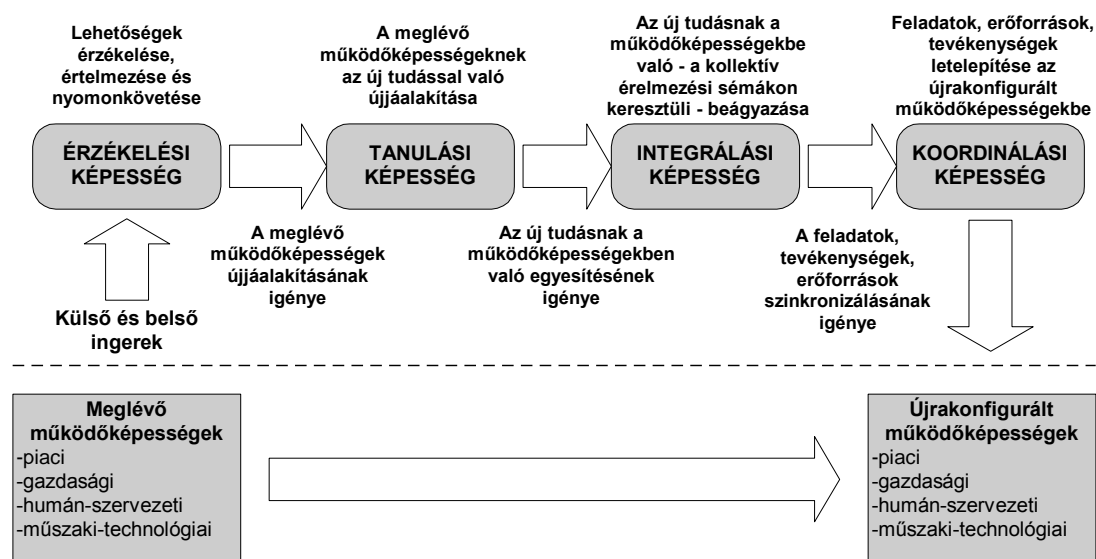 Lehetőségek
érzékelése,
értelmezése és
nyomonkövetése
A meglévő
működőképességeknek
az új tudással való
újjáalakítása
Az új tudásnak a
működőképességekbe
való - a kollektív
érelmezési sémákon
keresztüli - beágyazása
Feladatok, erőforrások,
tevékenységek
letelepítése az
újrakonfigurált
működőképességekbe
ÉRZÉKELÉSI
KÉPESSÉG
TANULÁSI
KÉPESSÉG
INTEGRÁLÁSI
KÉPESSÉG
KOORDINÁLÁSI
KÉPESSÉG
Külső és belső
ingerek
A meglévő
működőképességek
újjáalakításának
igénye
Az új tudásnak a
működőképességekben
való egyesítésének
igénye
A feladatok,
tevékenységek,
erőforrások
szinkronizálásának
igénye
Meglévő
működőképességek
-piaci
-gazdasági
-humán-szervezeti
-műszaki-technológiai
Újrakonfigurált
működőképességek
-piaci
-gazdasági
-humán-szervezeti
-műszaki-technológiai